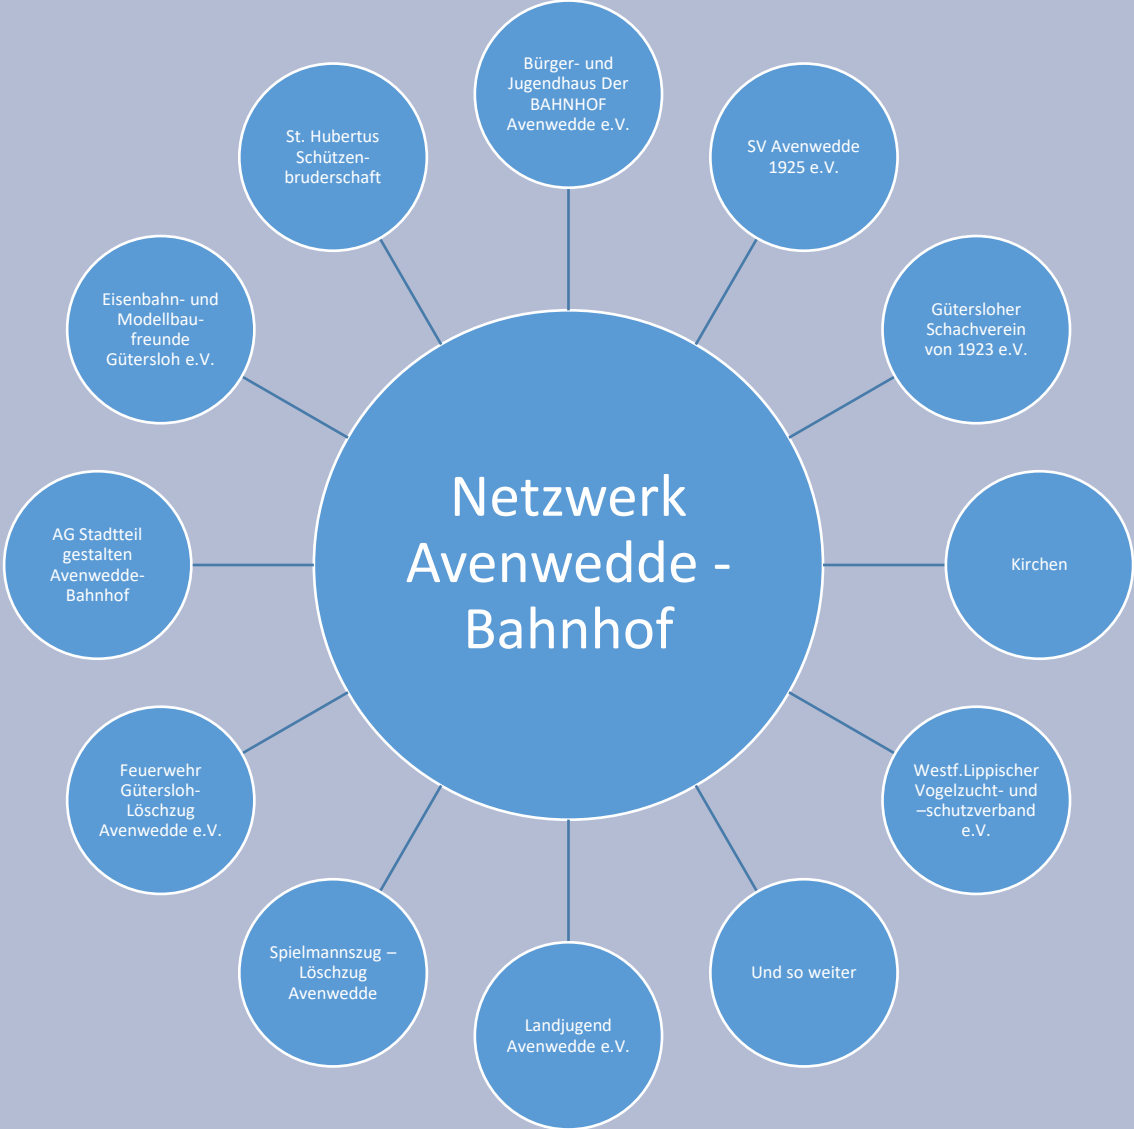 Bürger- und
Jugendhaus Der
BAHNHOF
Avenwedde e.V.
SV Avenwedde
1925 e.V.
Gütersloher
Schachverein
von 1923 e.V.
Kirchen
Westf.Lippischer
Vogelzucht- und
–schutzverband
e.V.
Und so weiter
Landjugend
Avenwedde e.V.
Spielmannszug –
Löschzug
Avenwedde
Feuerwehr
Gütersloh-
Löschzug
Avenwedde e.V.
AG Stadtteil
gestalten
Avenwedde-
Bahnhof
Eisenbahn- und
Modellbau-
freunde
Gütersloh e.V.
St. Hubertus
Schützen-
bruderschaft
Netzwerk
Avenwedde -
Bahnhof